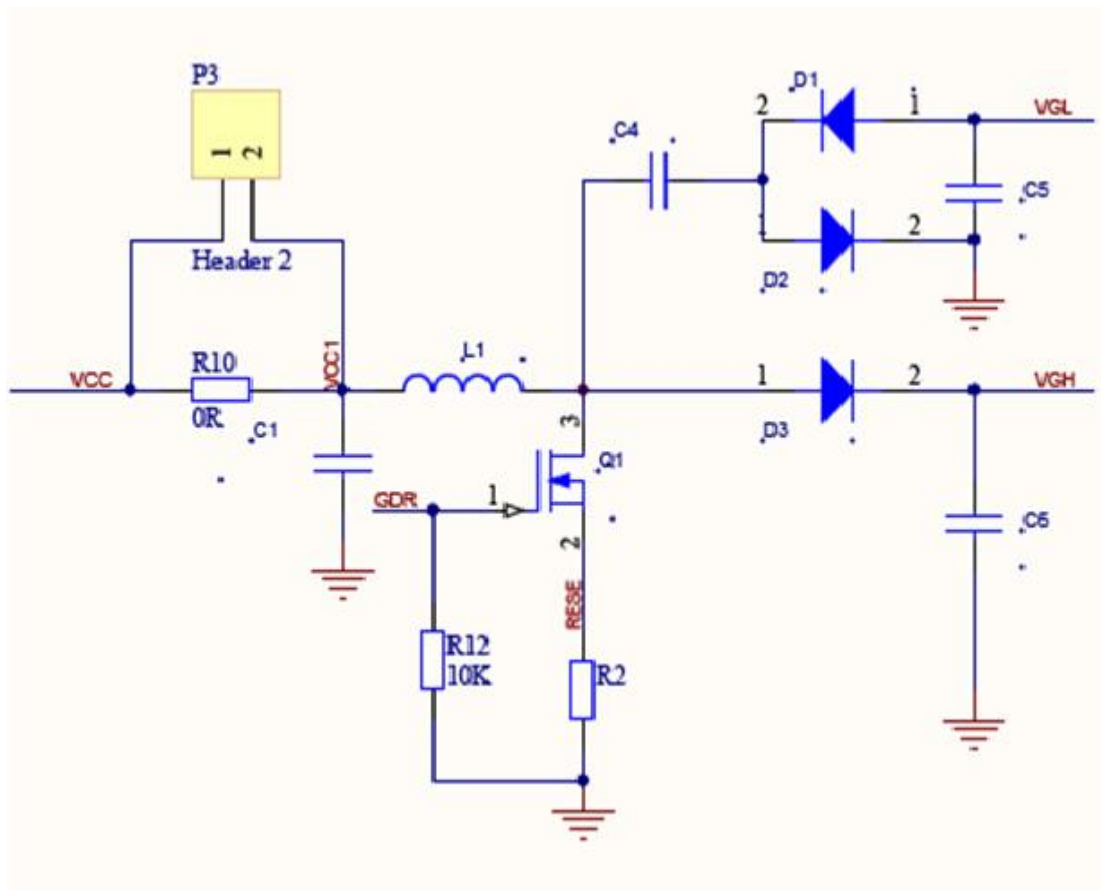 P3
1 2
Header 2
D1
2
1
VGL
C4
C5
1
2
D2
VCC
R10
0R
VCC1
C1
L1
1
2
VGH
D3
3
Q1
GDR
1
2
C6
RESE
R12
10K
R2